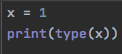 x = 1
print(type(x))